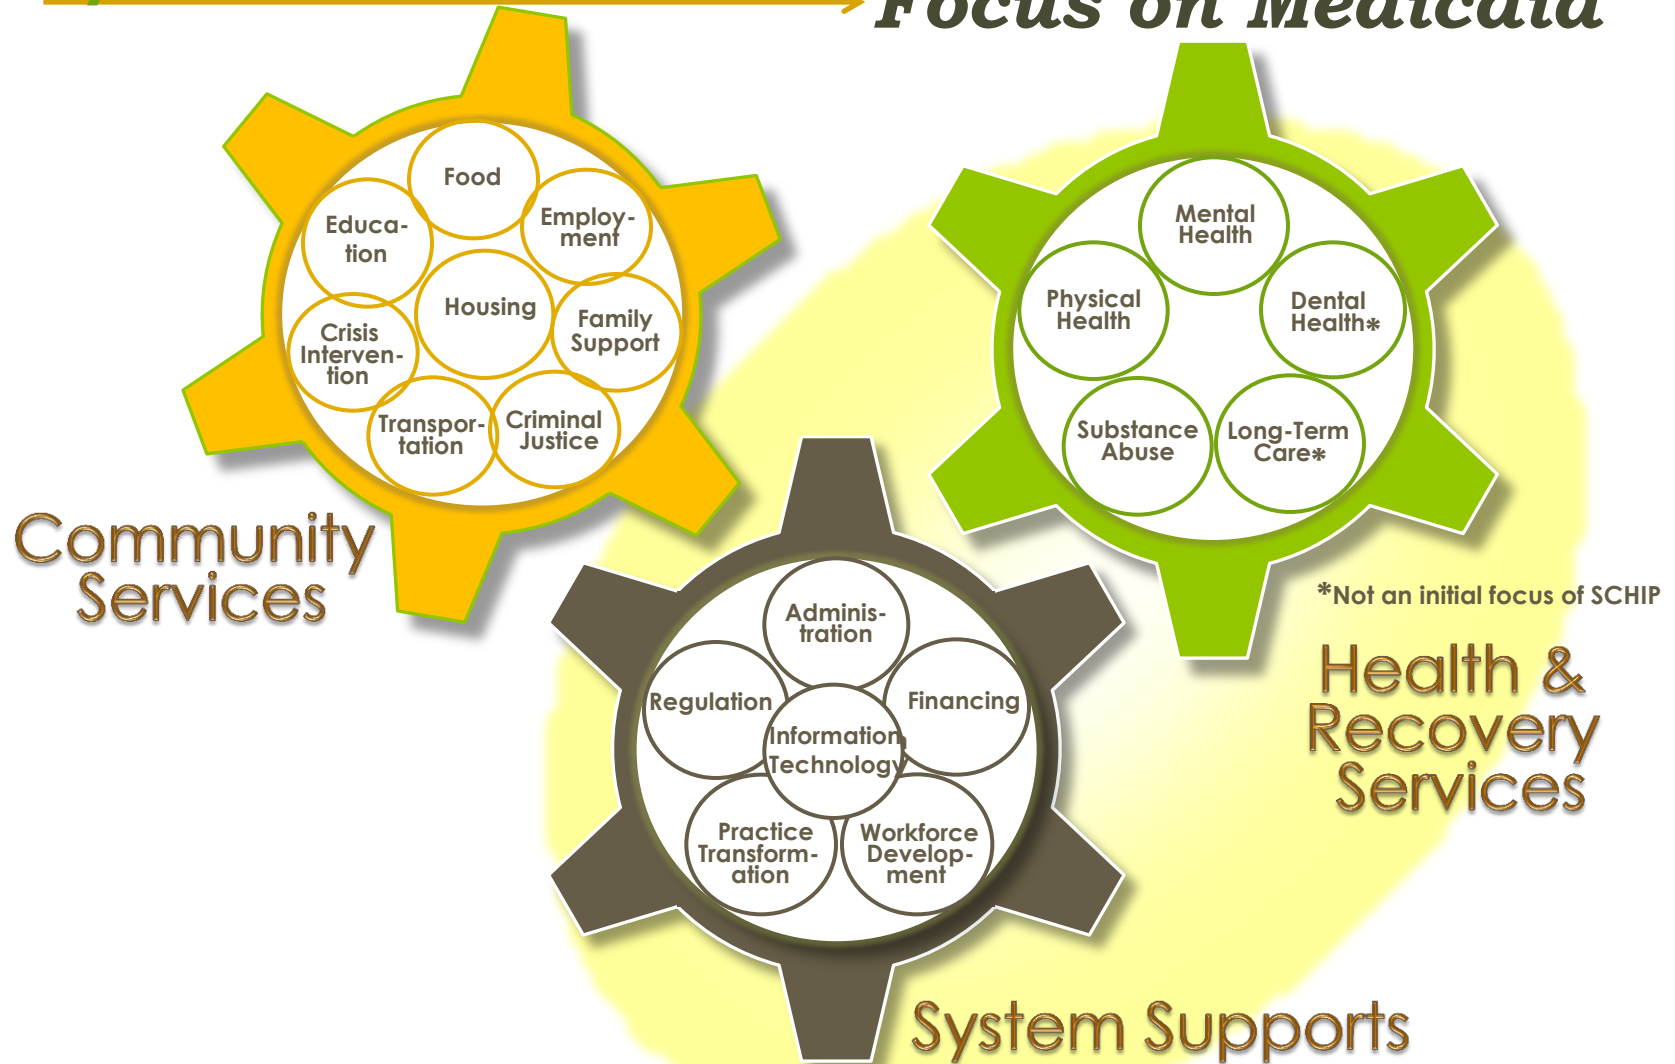 Focus on Medicaid
Food
Educa-
tion
Employ-
ment
Housing
Family
Support
Crisis
Interven-
tion
Transpor-
tation
Criminal
Justice
Community
Services
Mental
Health
Physical
Health
Dental
Health*
Substance
Abuse
Long-Term
Care*
*Not an initial focus of SCHIP
Health &
Recovery
Services
Adminis-
tration
Regulation
Financing
Information
Technology
Practice
Transform-
ation
Workforce
Develop-
ment
System Supports